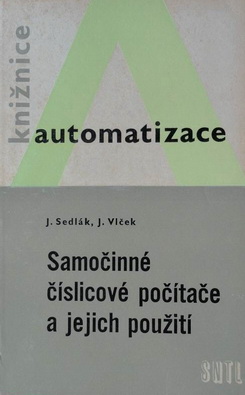 knižnice
automatizace
J. Sedlák, J. Vlček
Samočinné
číslicové počítače
a jejich použití
SNTL